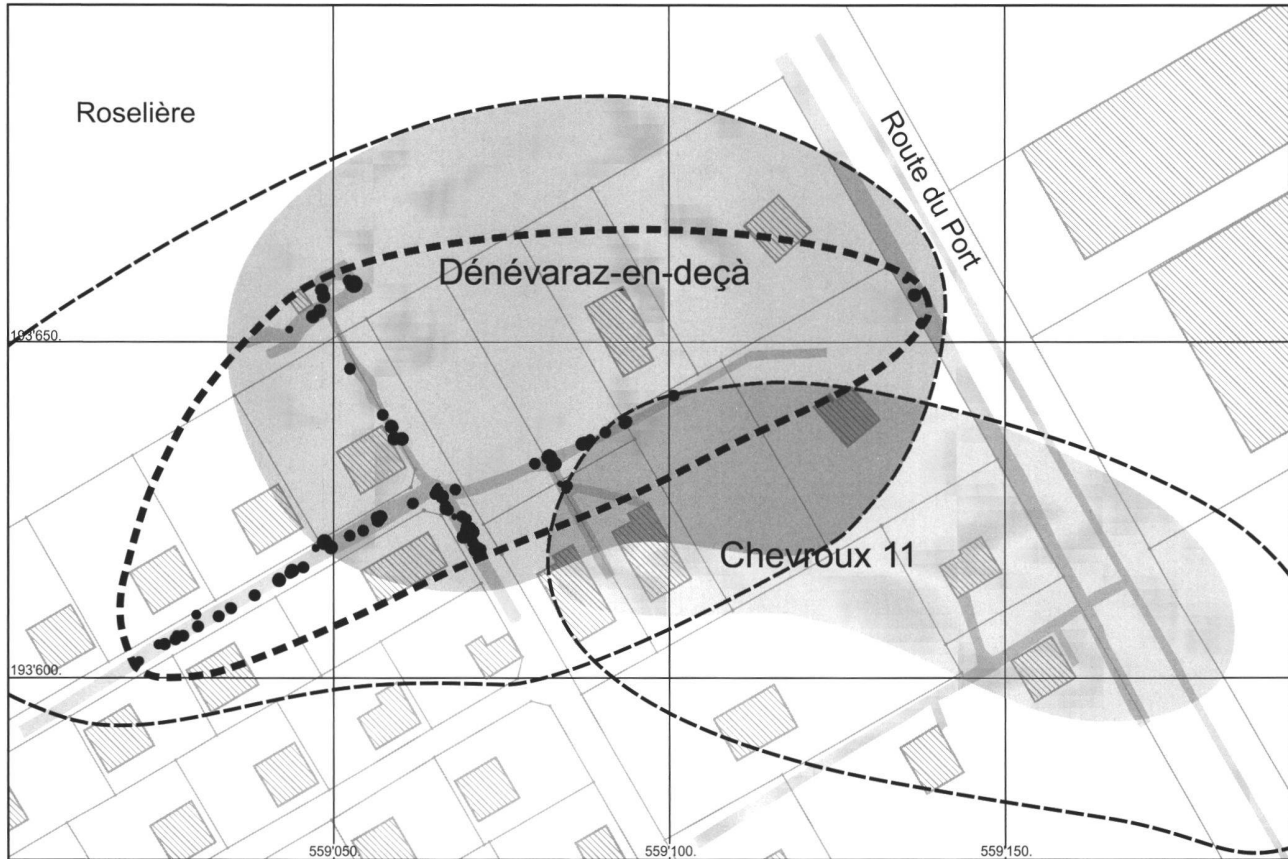 Roselière
Route du Port
Dénévaraz-en-deçà
193'650.
Chevroux 11
193'600.
559'050.
559'100.
559'150.